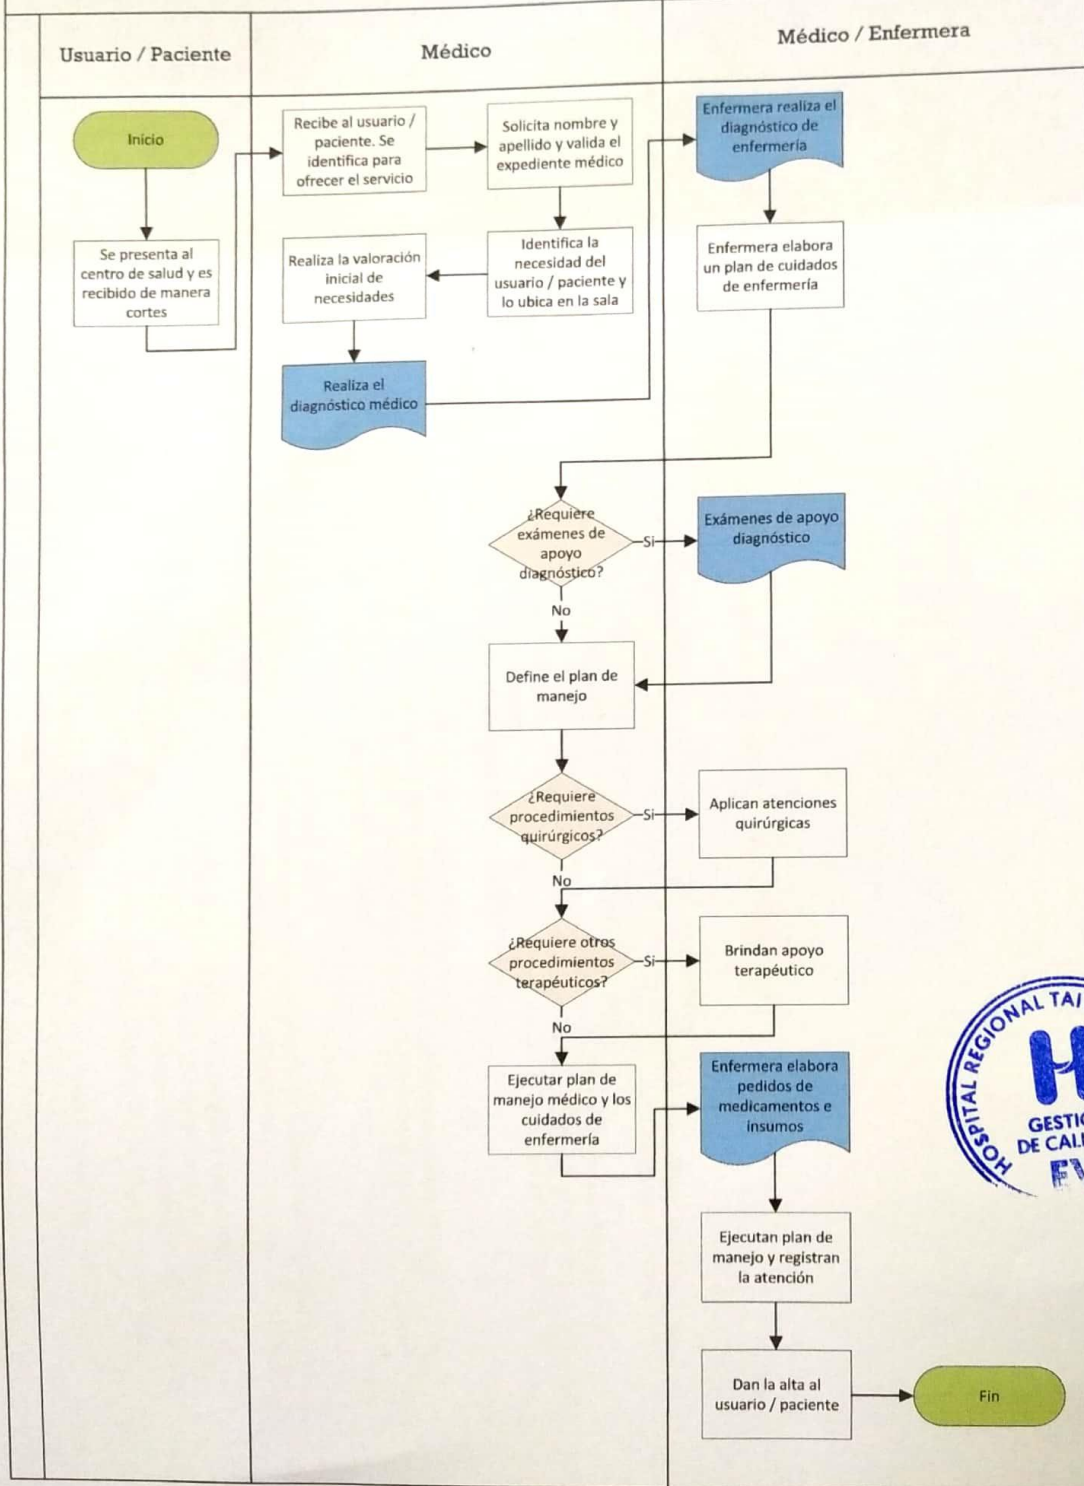 Usuario / Paciente
Médico
Médico / Enfermera
Inicio
Se presenta al
centro de salud y es
recibido de manera
cortes
Recibe al usuario /
paciente. Se
identifica para
ofrecer el servicio
Solicita nombre y
apellido y valida el
expediente médico
Identifica la
necesidad del
usuario / paciente y
lo ubica en la sala
Realiza la valoración
inicial de
necesidades
Realiza el
diagnóstico médico
Enfermera realiza el
diagnóstico de
enfermería
Enfermera elabora
un plan de cuidados
de enfermería
¿Requiere
exámenes de
apoyo
diagnóstico?
Si
Exámenes de apoyo
diagnóstico
No
Define el plan de
manejo
¿Requiere
procedimientos
quirúrgicos?
Si
Aplican atenciones
quirúrgicas
No
¿Requiere otros
procedimientos
terapéuticos?
Si
Brindan apoyo
terapéutico
No
Ejecutar plan de
manejo médico y los
cuidados de
enfermería
Enfermera elabora
pedidos de
medicamentos e
insumos
Ejecutan plan de
manejo y registran
la atención
Dan la alta al
usuario / paciente
Fin
HOSPITAL REGIONAL TAI
H
GESTI
DE CALI